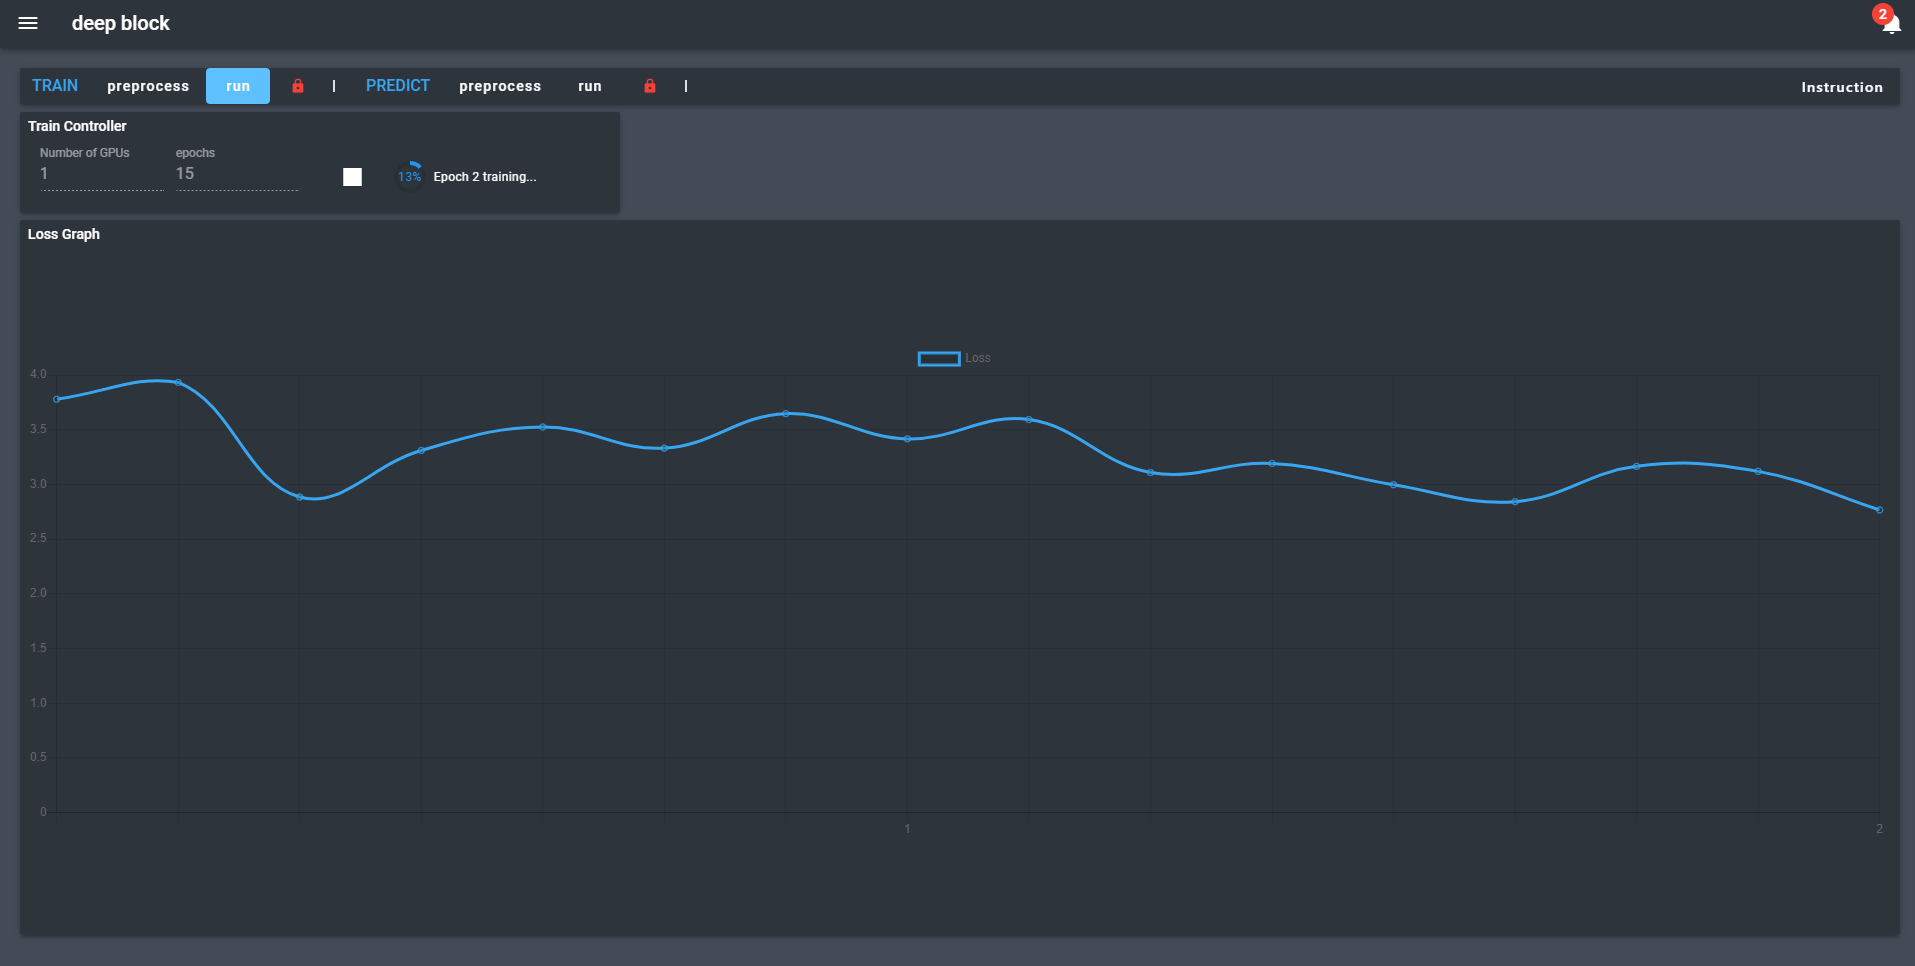 deep block
2
TRAIN preprocess run | PREDICT preprocess run | Instruction
Train Controller
Number of GPUs epochs
1 15
13% Epoch 2 training...
Loss Graph
Loss
4.0
3.5
3.0
2.5
2.0
1.5
1.0
0.5
0
1 2